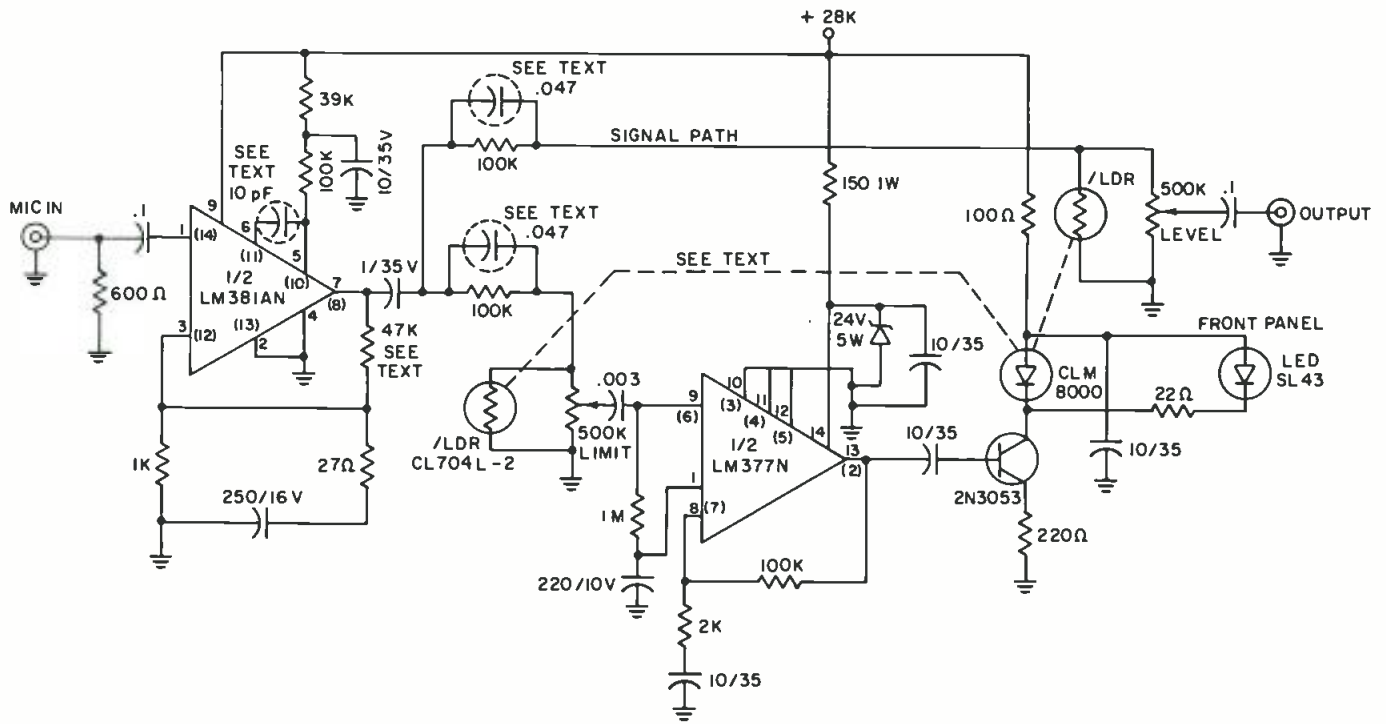 + 28K
SEE TEXT
.047
39K
SIGNAL PATH
100K
10/35V
100K
SEE
TEXT
10 pF
150 1W
/LDR
500K
LEVEL
.1
OUTPUT
100Ω
MIC IN
.1
9
1
(14)
6
(11)
5
(10)
1/2
LM381AN
7
(8)
600Ω
3
(12)
(13)
2
4
1/35V
SEE TEXT
.047
100K
SEE TEXT
47K
SEE
TEXT
24V
5W
10/35
FRONT PANEL
CLM
8000
LED
SL43
22Ω
/LDR
CL704L-2
.003
500K
LIMIT
9
(6)
10
(3)
11
(4)
12
(5)
14
1/2
LM377N
13
(2)
1
8
(7)
10/35
2N3053
10/35
1K
27Ω
250/16V
1M
220/10V
100K
220Ω
2K
10/35